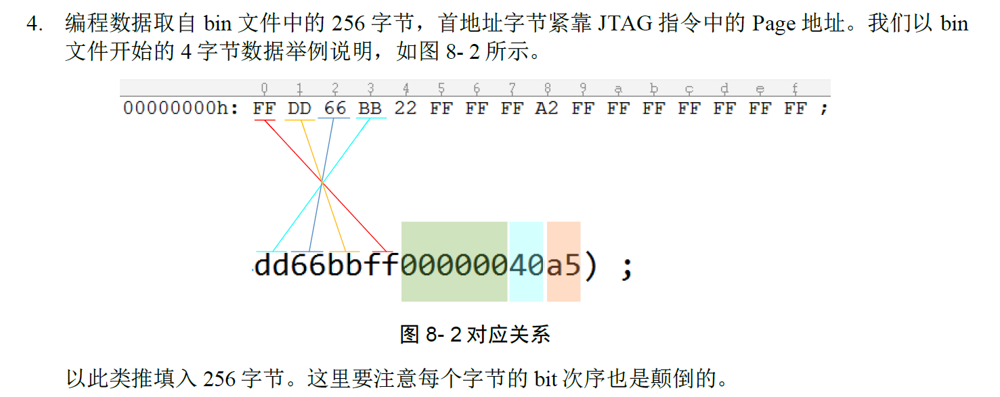 4. 编程数据取自 bin 文件中的 256 字节，首地址字节紧靠 JTAG 指令中的 Page 地址。我们以 bin
文件开始的 4 字节数据举例说明，如图 8- 2 所示。
0 1 2 3 4 5 6 7 8 9 a b c d e f
00000000h: FF DD 66 BB 22 FF FF FF A2 FF FF FF FF FF FF FF ;
dd66bbff00000040a5) ;
图 8- 2 对应关系
以此类推填入 256 字节。这里要注意每个字节的 bit 次序也是颠倒的。